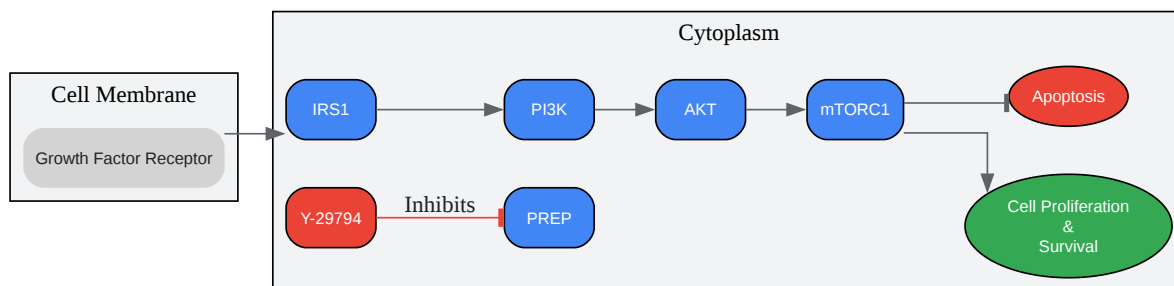 Cytoplasm
Cell Membrane
Growth Factor Receptor
IRS1
PI3K
AKT
mTORC1
Apoptosis
Y-29794
Inhibits
PREP
Cell Proliferation
&
Survival